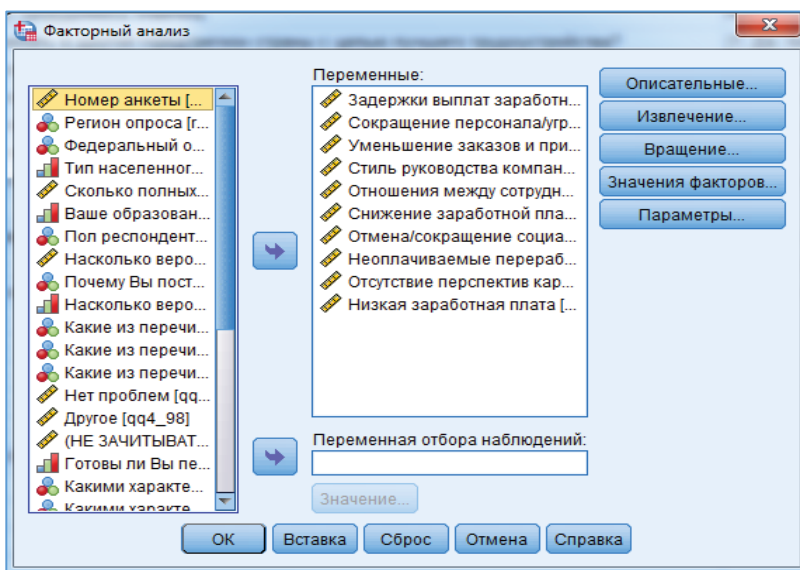 Факторный анализ
Номер анкеты [...
Регион опроса [r...
Федеральный о...
Тип населенног...
Сколько полных...
Ваше образован...
Пол респондент...
Насколько веро...
Почему Вы пост...
Насколько веро...
Какие из перечи...
Какие из перечи...
Какие из перечи...
Нет проблем [qq...
Другое [qq4_98]
(НЕ ЗАЧИТЫВАТ...
Готовы ли Вы пе...
Какими характе...
Какими характе...
Переменные:
Задержки выплат заработн...
Сокращение персонала/угр...
Уменьшение заказов и при...
Стиль руководства компан...
Отношения между сотрудн...
Снижение заработной пла...
Отмена/сокращение социа...
Неоплачиваемые перераб...
Отсутствие перспектив кар...
Низкая заработная плата [...
Переменная отбора наблюдений:
Значение...
Описательные...
Извлечение...
Вращение...
Значения факторов...
Параметры...
ОК
Вставка
Сброс
Отмена
Справка